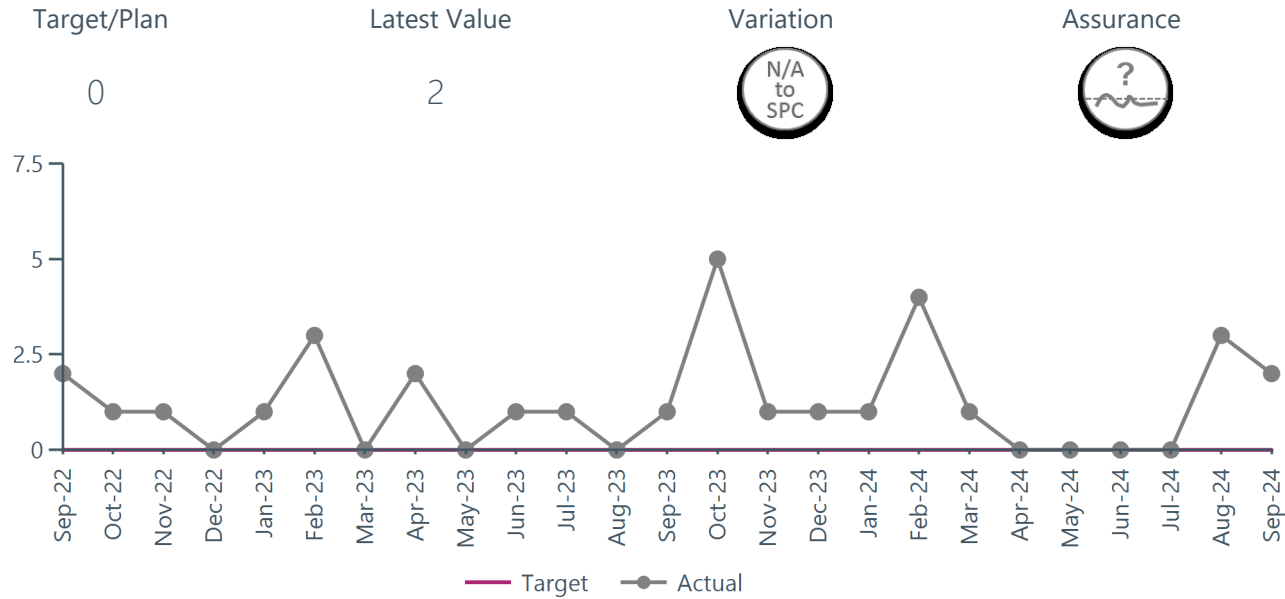 Target/Plan
Latest Value
Variation
Assurance
0
2
N/A
to
SPC
?
7.5
5
2.5
0
Sep-22
Oct-22
Nov-22
Dec-22
Jan-23
Feb-23
Mar-23
Apr-23
May-23
Jun-23
Jul-23
Aug-23
Sep-23
Oct-23
Nov-23
Dec-23
Jan-24
Feb-24
Mar-24
Apr-24
May-24
Jun-24
Jul-24
Aug-24
Sep-24
Target
Actual